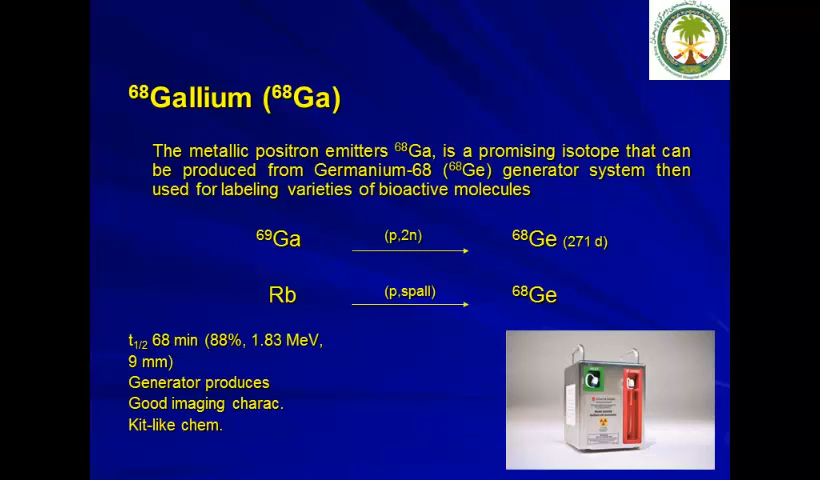 ⁶⁸Gallium (⁶⁸Ga)
The metallic positron emitters ⁶⁸Ga, is a promising isotope that can
be produced from Germanium-68 (⁶⁸Ge) generator system then
used for labeling varieties of bioactive molecules
⁶⁹Ga (p,2n) ⁶⁸Ge (271 d)
Rb (p,spall) ⁶⁸Ge
t1/2 68 min (88%, 1.83 MeV,
9 mm)
Generator produces
Good imaging charac.
Kit-like chem.